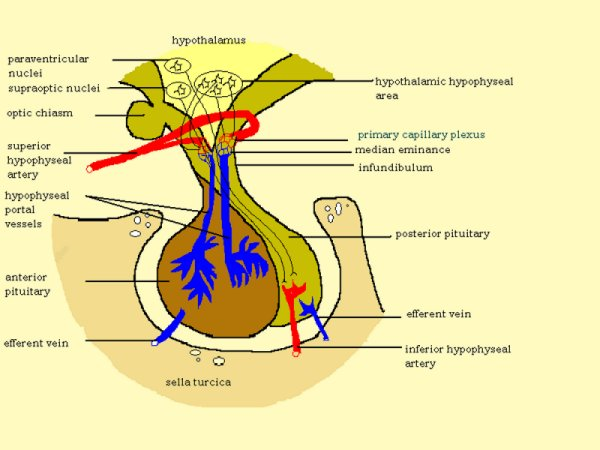 hypothalamus
paraventricular
nuclei
supraoptic nuclei
optic chiasm
superior
hypophyseal
artery
hypophyseal
portal
vessels
anterior
pituitary
efferent vein
hypothalamic hypophyseal
area
primary capillary plexus
median eminance
infundibulum
posterior pituitary
efferent vein
inferior hypophyseal
artery
sella turcica